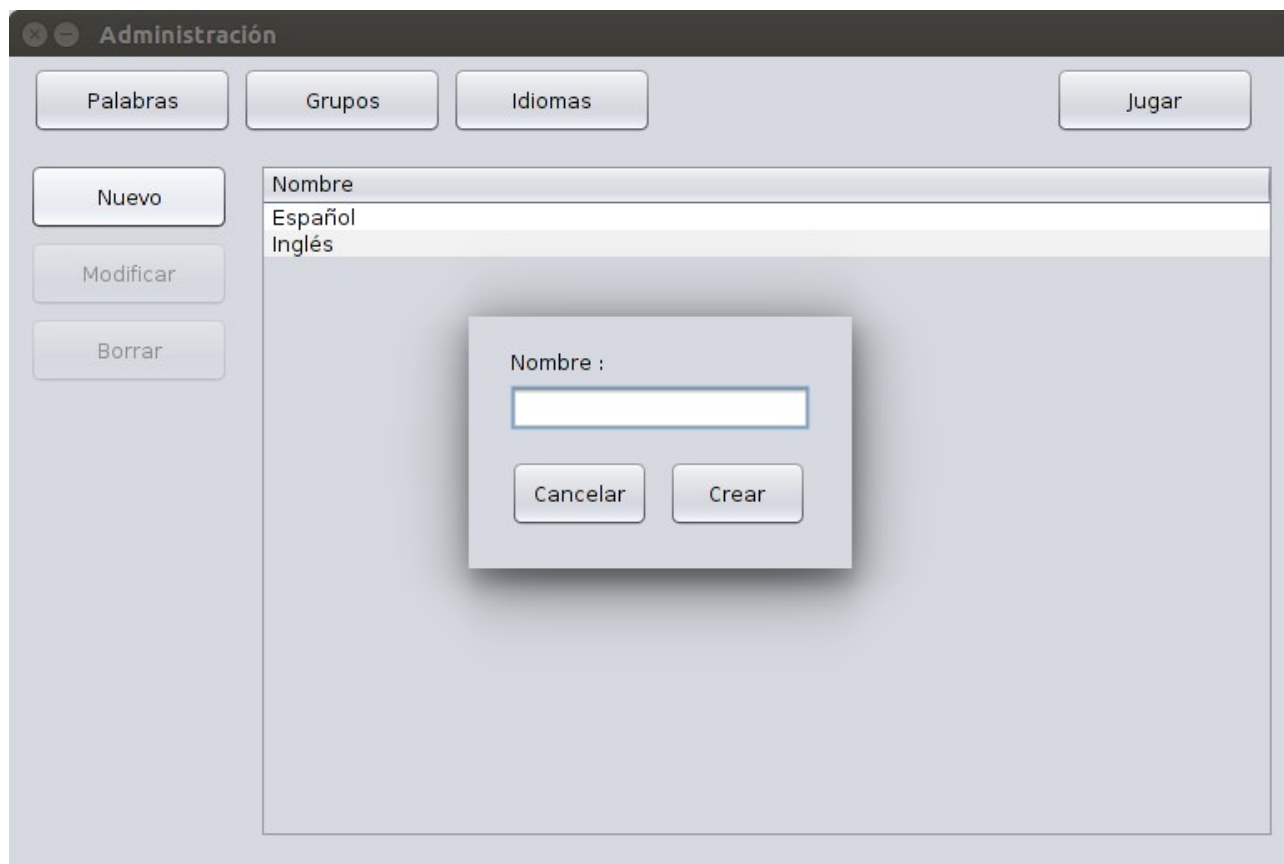 Administración
Palabras Grupos Idiomas Jugar
Nuevo
Modificar
Borrar
Nombre
Español
Inglés
Nombre :
Cancelar Crear